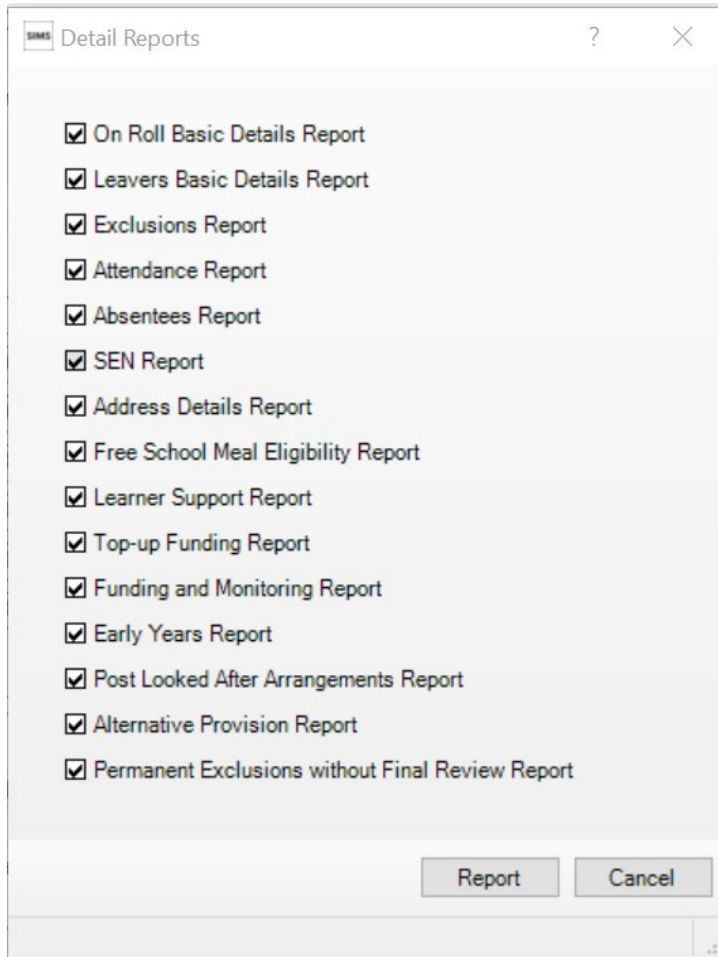 SIMS Detail Reports ?
On Roll Basic Details Report
Leavers Basic Details Report
Exclusions Report
Attendance Report
Absentees Report
SEN Report
Address Details Report
Free School Meal Eligibility Report
Learner Support Report
Top-up Funding Report
Funding and Monitoring Report
Early Years Report
Post Looked After Arrangements Report
Alternative Provision Report
Permanent Exclusions without Final Review Report
Report Cancel